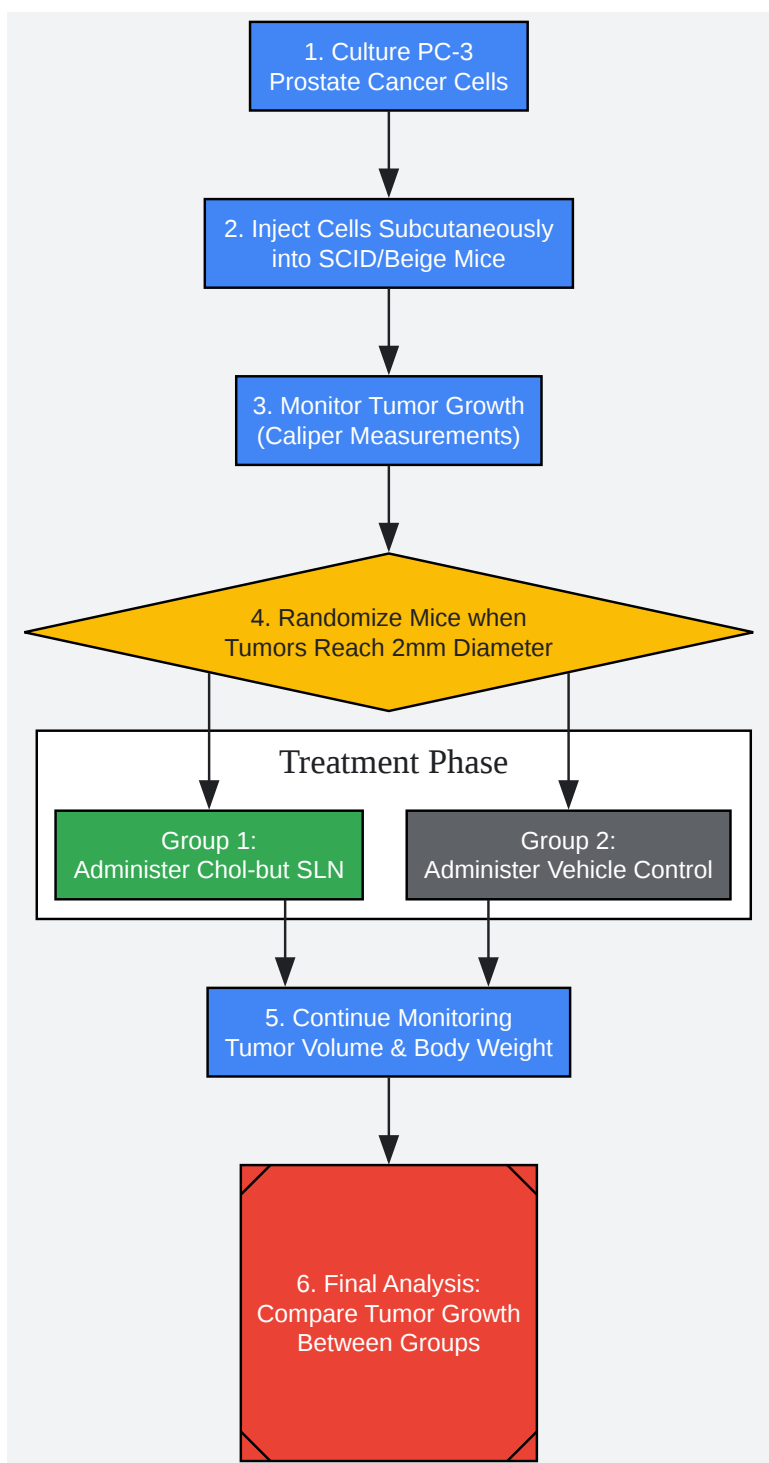 1. Culture PC-3
Prostate Cancer Cells
2. Inject Cells Subcutaneously
into SCID/Beige Mice
3. Monitor Tumor Growth
(Caliper Measurements)
4. Randomize Mice when
Tumors Reach 2mm Diameter
Treatment Phase
Group 1:
Administer Chol-but SLN
Group 2:
Administer Vehicle Control
5. Continue Monitoring
Tumor Volume & Body Weight
6. Final Analysis:
Compare Tumor Growth
Between Groups